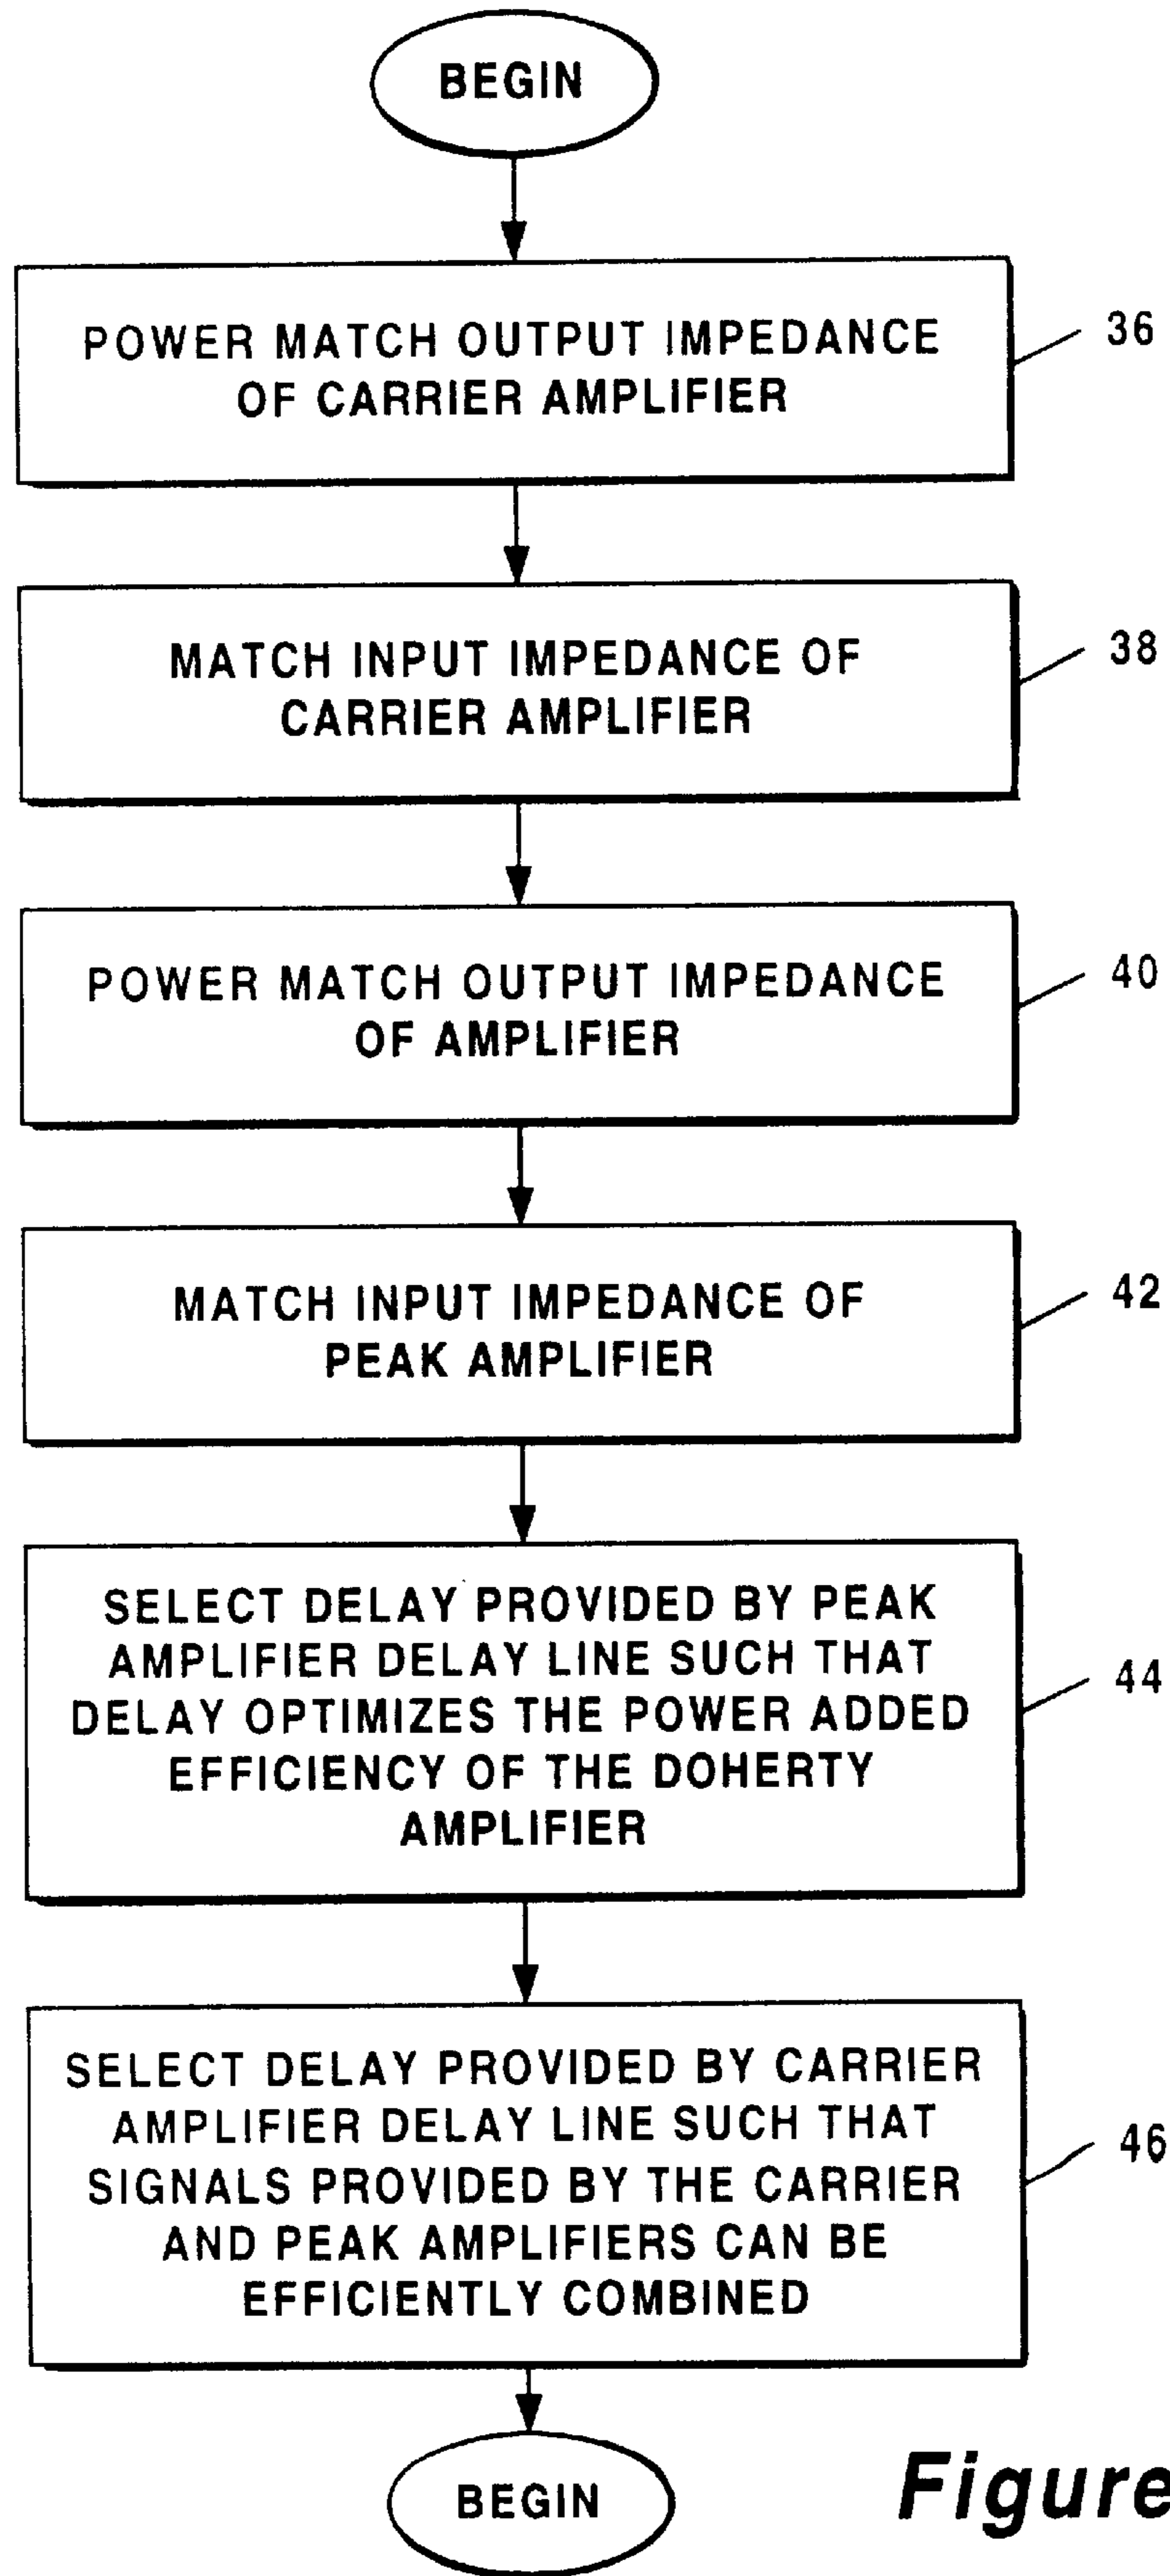 BEGIN
POWER MATCH OUTPUT IMPEDANCE
OF CARRIER AMPLIFIER
36
MATCH INPUT IMPEDANCE OF
CARRIER AMPLIFIER
38
POWER MATCH OUTPUT IMPEDANCE
OF AMPLIFIER
40
MATCH INPUT IMPEDANCE OF
PEAK AMPLIFIER
42
SELECT DELAY PROVIDED BY PEAK
AMPLIFIER DELAY LINE SUCH THAT
DELAY OPTIMIZES THE POWER ADDED
EFFICIENCY OF THE DOHERTY
AMPLIFIER
44
SELECT DELAY PROVIDED BY CARRIER
AMPLIFIER DELAY LINE SUCH THAT
SIGNALS PROVIDED BY THE CARRIER
AND PEAK AMPLIFIERS CAN BE
EFFICIENTLY COMBINED
46
BEGIN
Figure